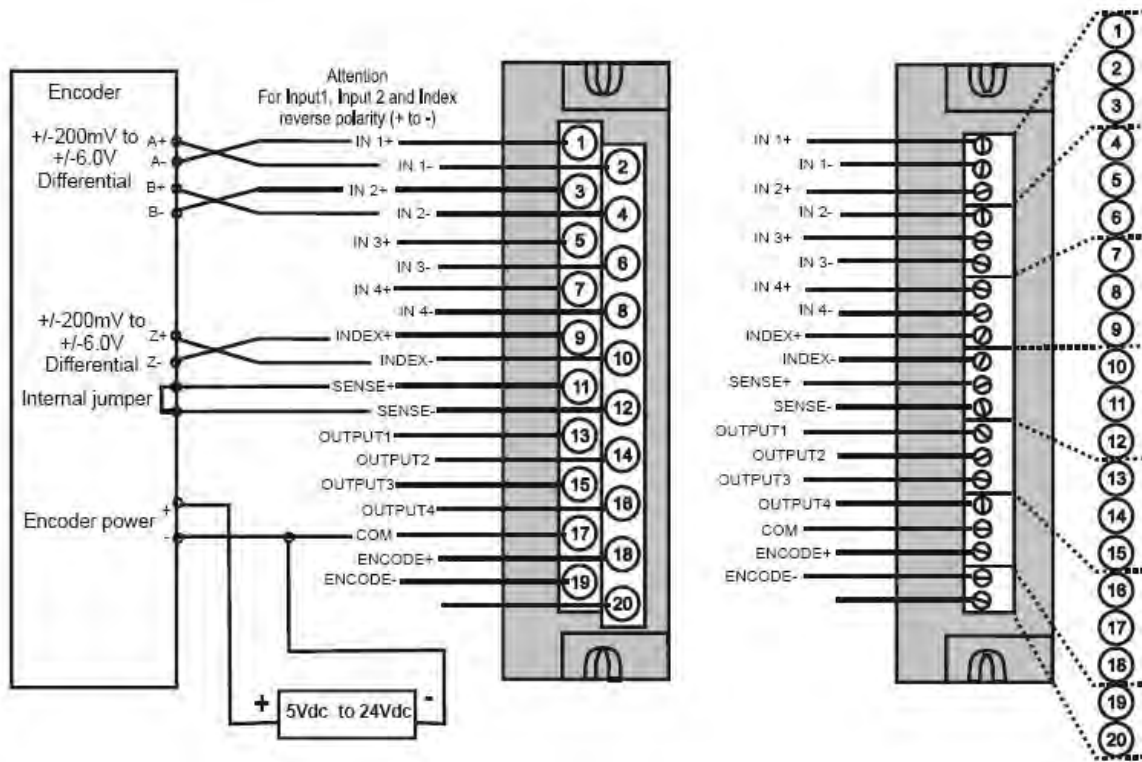 Encoder
+/-200mV to
+/-6.0V
Differential
A+
A-
B+
B-
+/-200mV to
+/-6.0V
Differential
Z+
Z-
Internal jumper
Encoder power
+
-
Attention
For Input1, Input 2 and Index
reverse polarity (+ to -)
IN 1+
IN 1-
IN 2+
IN 2-
IN 3+
IN 3-
IN 4+
IN 4-
INDEX+
INDEX-
SENSE+
SENSE-
OUTPUT1
OUTPUT2
OUTPUT3
OUTPUT4
COM
ENCODE+
ENCODE-
1
2
3
4
5
6
7
8
9
10
11
12
13
14
15
16
17
18
19
20
+
5Vdc to 24Vdc
-
IN 1+
IN 1-
IN 2+
IN 2-
IN 3+
IN 3-
IN 4+
IN 4-
INDEX+
INDEX-
SENSE+
SENSE-
OUTPUT1
OUTPUT2
OUTPUT3
OUTPUT4
COM
ENCODE+
ENCODE-
1
2
3
4
5
6
7
8
9
10
11
12
13
14
15
16
17
18
19
20